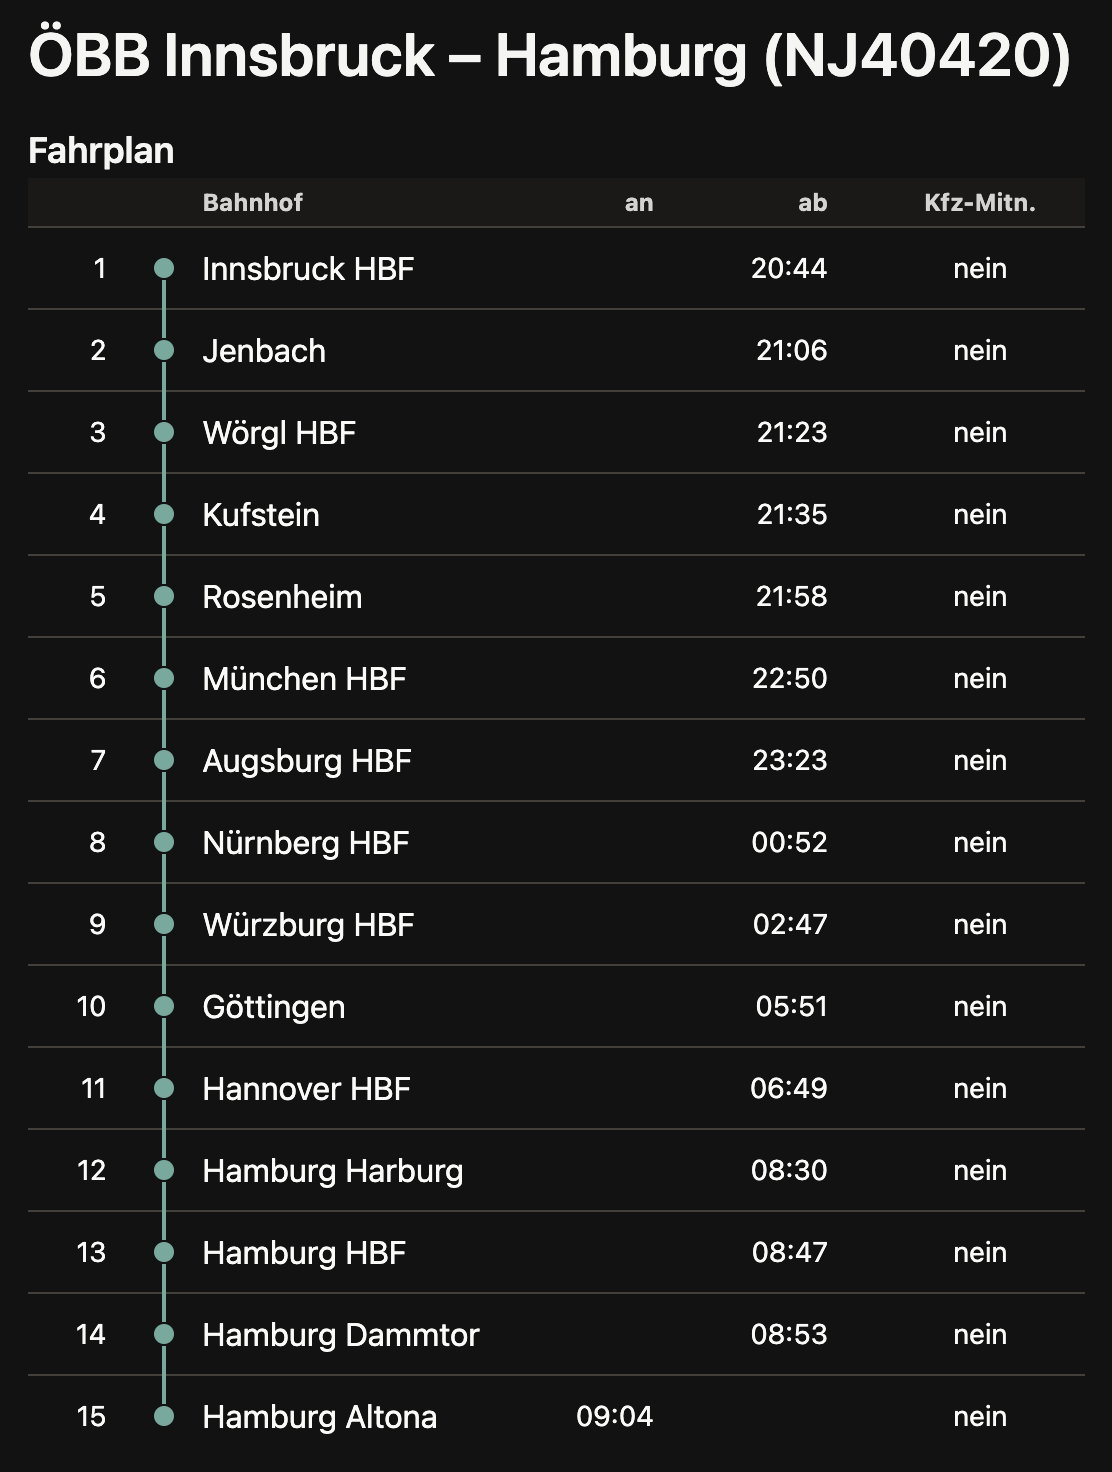 ÖBB Innsbruck – Hamburg (NJ40420)
Fahrplan
Bahnhof an ab Kfz-Mitn.
1 Innsbruck HBF 20:44 nein
2 Jenbach 21:06 nein
3 Wörgl HBF 21:23 nein
4 Kufstein 21:35 nein
5 Rosenheim 21:58 nein
6 München HBF 22:50 nein
7 Augsburg HBF 23:23 nein
8 Nürnberg HBF 00:52 nein
9 Würzburg HBF 02:47 nein
10 Göttingen 05:51 nein
11 Hannover HBF 06:49 nein
12 Hamburg Harburg 08:30 nein
13 Hamburg HBF 08:47 nein
14 Hamburg Dammtor 08:53 nein
15 Hamburg Altona 09:04 nein